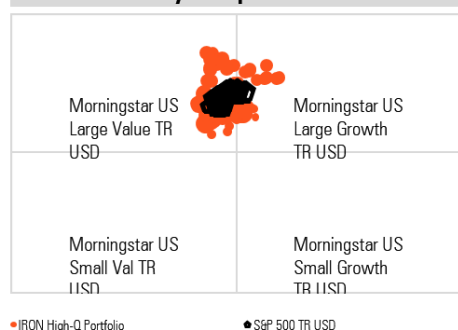 Morningstar US
Large Value TR
USD
Morningstar US
Large Growth
TR USD
Morningstar US
Small Val TR
USD
Morningstar US
Small Growth
TR USD
IRON High-Q Portfolio
S&P 500 TR USD